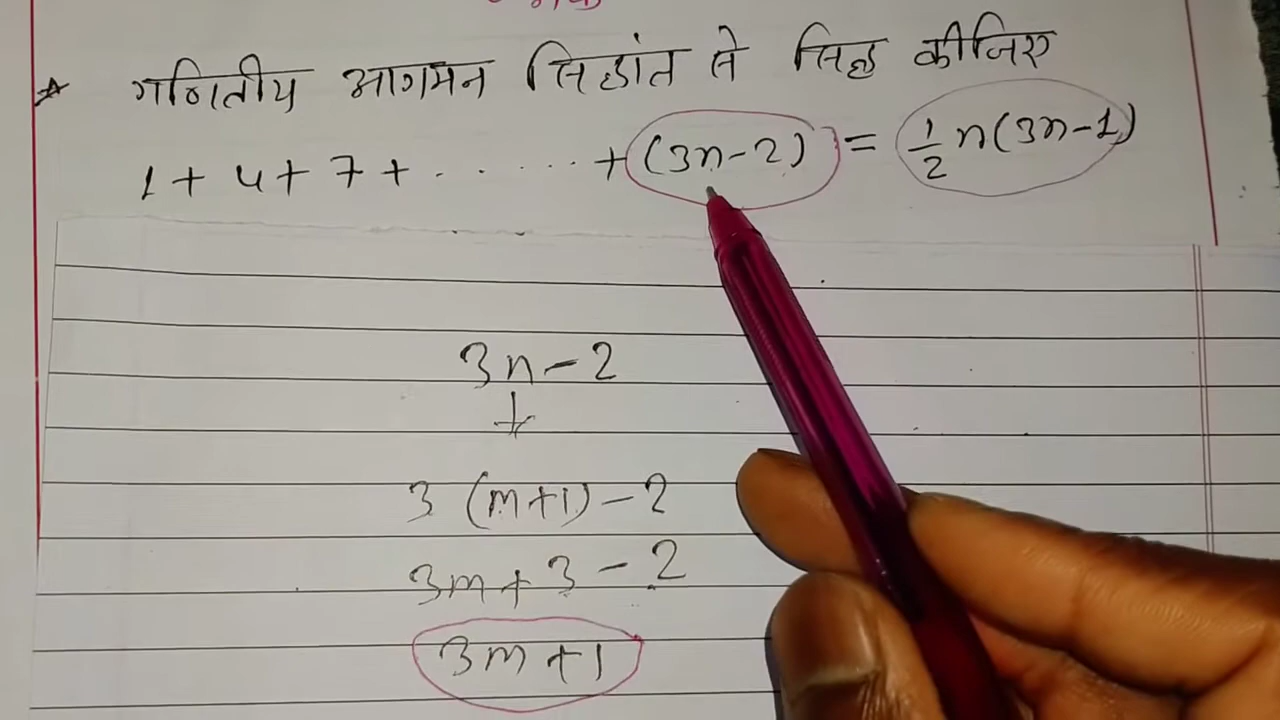 गणितीय आगमन सिद्धांत से सिद्ध कीजिए
1 + 4 + 7 + . . . . . . + (3n-2) = 1/2 n(3n-1)
3n-2
3 (m+1) - 2
3m + 3 - 2
3m + 1